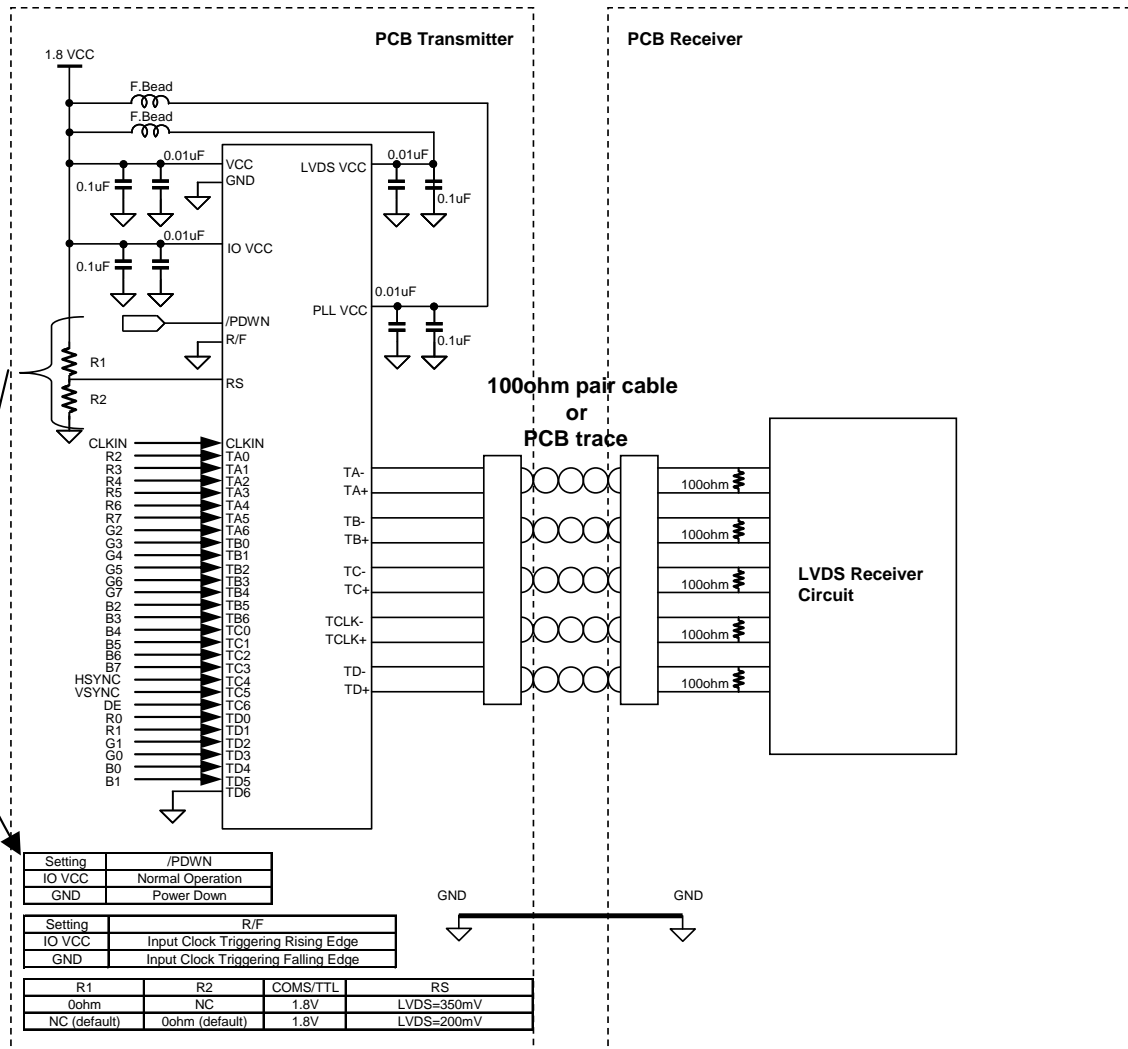 PCB Transmitter
PCB Receiver
1.8 VCC
F.Bead
F.Bead
0.01uF
0.1uF
VCC
GND
LVDS VCC
0.01uF
0.1uF
0.01uF
0.1uF
IO VCC
PLL VCC
0.01uF
0.1uF
/PDWN
R/F
R1
R2
RS
100ohm pair cable
or
PCB trace
CLKIN CLKIN
R2 TA0
R3 TA1
R4 TA2
R5 TA3
R6 TA4
R7 TA5
G2 TA6
G3 TB0
G4 TB1
G5 TB2
G6 TB3
G7 TB4
B2 TB5
B3 TB6
B4 TC0
B5 TC1
B6 TC2
B7 TC3
HSYNC TC4
VSYNC TC5
DE TC6
R0 TD0
R1 TD1
G1 TD2
G0 TD3
B0 TD4
B1 TD5
TD6
TA-
TA+
TB-
TB+
TC-
TC+
TCLK-
TCLK+
TD-
TD+
100ohm
100ohm
100ohm
100ohm
100ohm
LVDS Receiver
Circuit
Setting /PDWN
IO VCC Normal Operation
GND Power Down
GND GND
Setting R/F
IO VCC Input Clock Triggering Rising Edge
GND Input Clock Triggering Falling Edge
R1 R2 COMS/TTL RS
0ohm NC 1.8V LVDS=350mV
NC (default) 0ohm (default) 1.8V LVDS=200mV